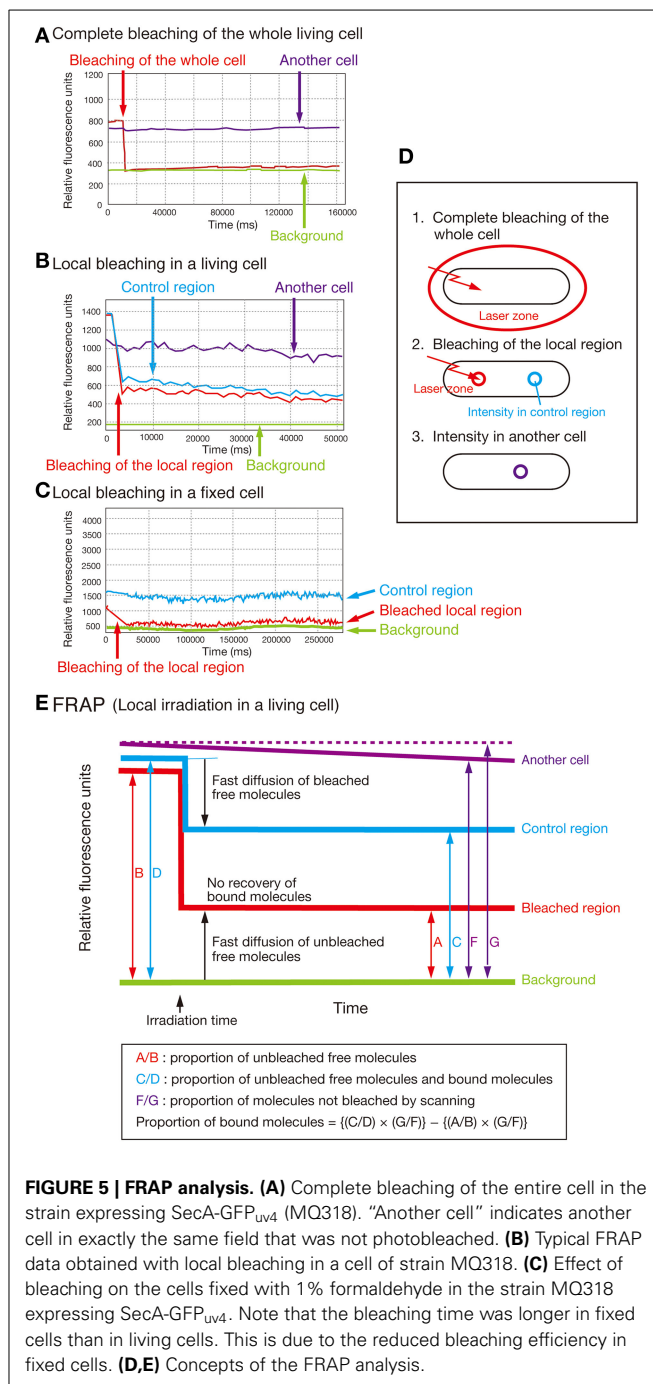 A Complete bleaching of the whole living cell
Bleaching of the whole cell
Another cell
Relative fluorescence units
1200
1000
800
600
400
200
0
0 40000 80000 120000 160000
Time (ms)
Background
B Local bleaching in a living cell
Control region
Another cell
Relative fluorescence units
1400
1200
1000
800
600
400
200
0 10000 20000 30000 40000 50000
Time (ms)
Bleaching of the local region
Background
C Local bleaching in a fixed cell
Relative fluorescence units
4000
3500
3000
2500
2000
1500
1000
500
0 50000 100000 150000 200000 250000
Time (ms)
Control region
Bleached local region
Background
Bleaching of the local region
D
1. Complete bleaching of the
whole cell
Laser zone
2. Bleaching of the local region
Laser zone
Intensity in control region
3. Intensity in another cell
E FRAP (Local irradiation in a living cell)
Relative fluorescence units
Another cell
Fast diffusion of bleached
free molecules
Control region
B
D
No recovery of
bound molecules
Bleached region
Fast diffusion of unbleached
free molecules
A
C
F
G
Background
Time
Irradiation time
A/B : proportion of unbleached free molecules
C/D : proportion of unbleached free molecules and bound molecules
F/G : proportion of molecules not bleached by scanning
Proportion of bound molecules = {(C/D) × (G/F)} − {(A/B) × (G/F)}
FIGURE 5 | FRAP analysis. (A) Complete bleaching of the entire cell in the
strain expressing SecA-GFPuv4 (MQ318). “Another cell” indicates another
cell in exactly the same field that was not photobleached. (B) Typical FRAP
data obtained with local bleaching in a cell of strain MQ318. (C) Effect of
bleaching on the cells fixed with 1% formaldehyde in the strain MQ318
expressing SecA-GFPuv4. Note that the bleaching time was longer in fixed
cells than in living cells. This is due to the reduced bleaching efficiency in
fixed cells. (D,E) Concepts of the FRAP analysis.